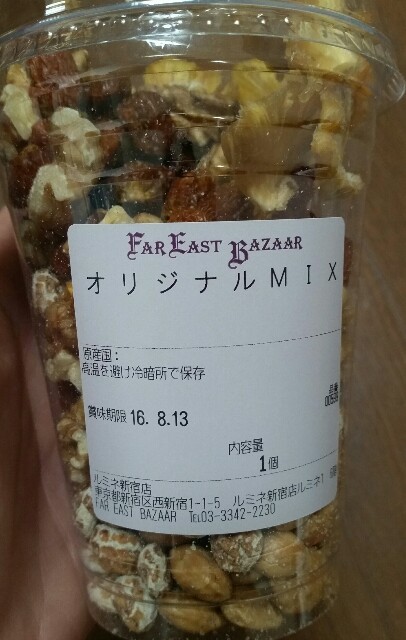 FAR EAST BAZAAR
オリジナルMIX
原産国：
高温を避け冷暗所で保存
賞味期限 16. 8.13
内容量
1個
ルミネ新宿店
東京都新宿区西新宿1-1-5 ルミネ新宿店ルミネ1
FAR EAST BAZAAR TEL03-3342-2230